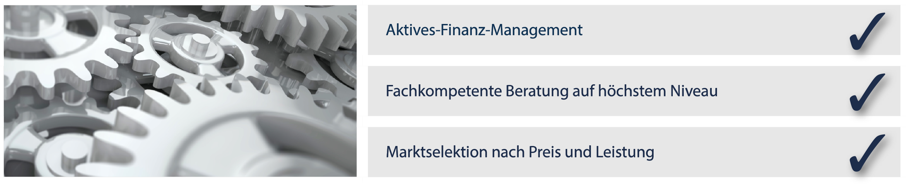 Aktives-Finanz-Management
Fachkompetente Beratung auf höchstem Niveau
Marktselektion nach Preis und Leistung